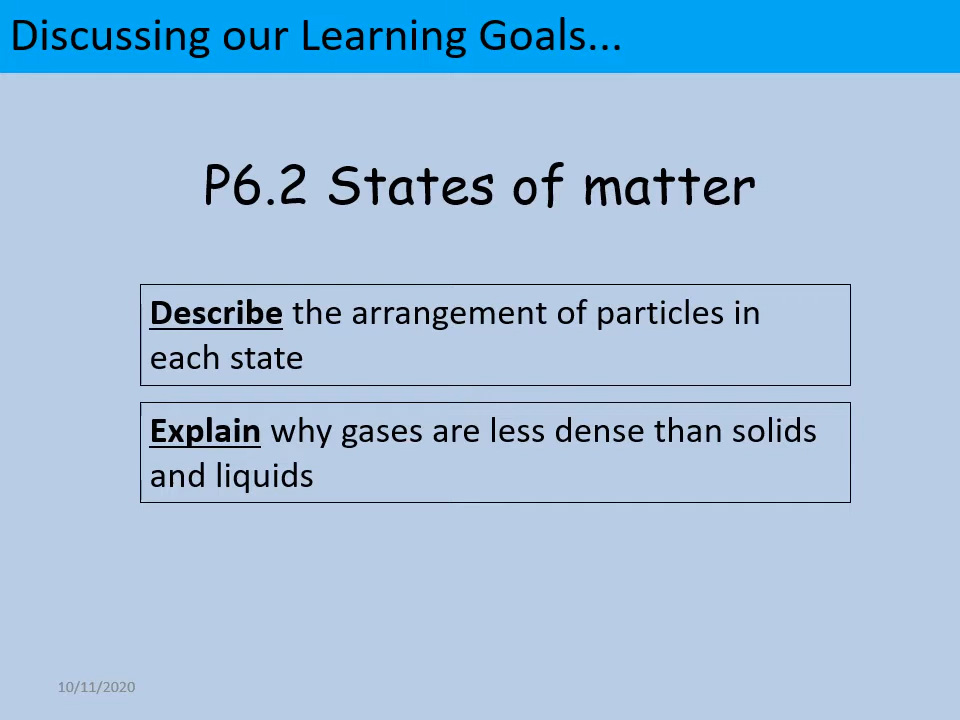 Discussing our Learning Goals...
P6.2 States of matter
Describe the arrangement of particles in
each state
Explain why gases are less dense than solids
and liquids
10/11/2020